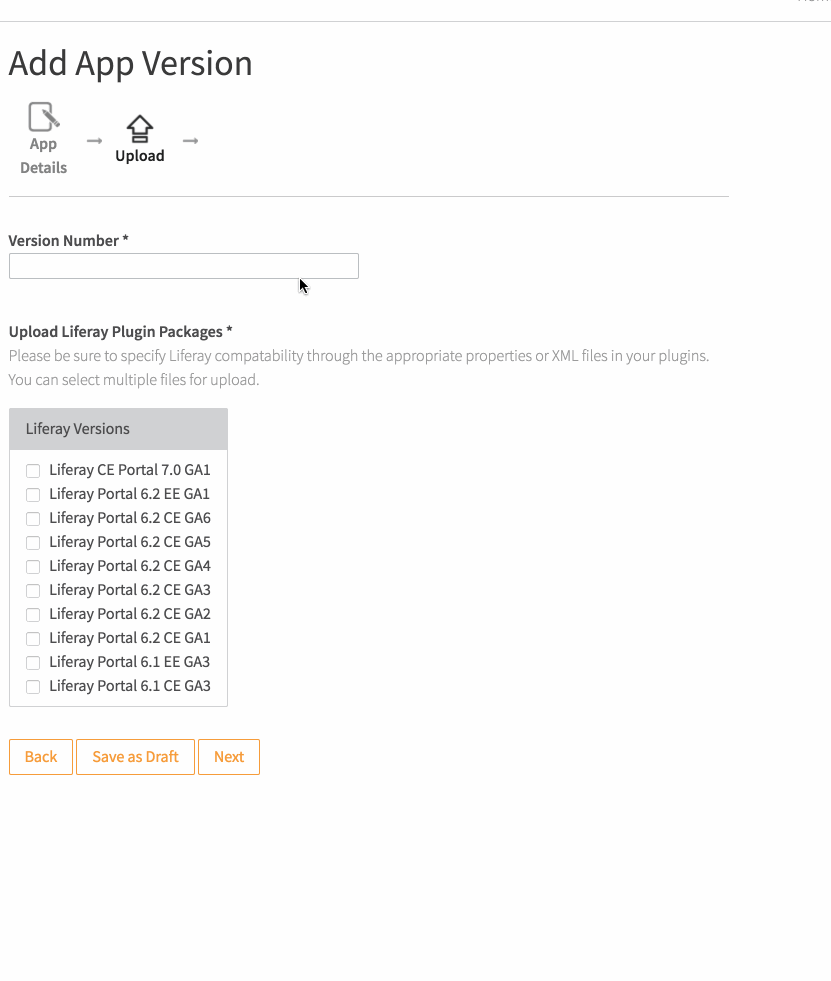 Add App Version
App
Details
Upload
Version Number *
Upload Liferay Plugin Packages *
Please be sure to specify Liferay compatability through the appropriate properties or XML files in your plugins.
You can select multiple files for upload.
Liferay Versions
Liferay CE Portal 7.0 GA1
Liferay Portal 6.2 EE GA1
Liferay Portal 6.2 CE GA6
Liferay Portal 6.2 CE GA5
Liferay Portal 6.2 CE GA4
Liferay Portal 6.2 CE GA3
Liferay Portal 6.2 CE GA2
Liferay Portal 6.2 CE GA1
Liferay Portal 6.1 EE GA3
Liferay Portal 6.1 CE GA3
Back Save as Draft Next